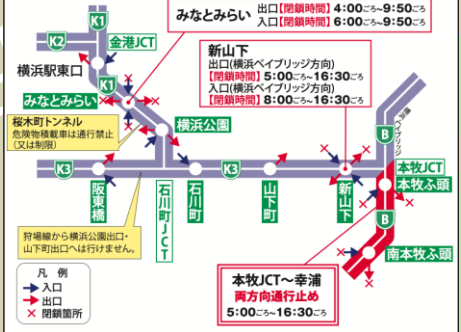 みなとみらい
出口【閉鎖時間】4:00ごろ~9:50ごろ
入口【閉鎖時間】6:00ごろ~9:50ごろ
K1
K2
金港JCT
新山下
出口(横浜ベイブリッジ方向)
【閉鎖時間】5:00ごろ~16:30ごろ
入口(横浜ベイブリッジ方向)
【閉鎖時間】8:00ごろ~16:30ごろ
横浜駅東口
K1
みなとみらい
桜木町トンネル
危険物積載車は通行禁止
(又は制限)
横浜公園
横浜ベイブリッジ
B
K3
K3
阪東橋
石川町JCT
石川町
山下町
新山下
本牧JCT
本牧ふ頭
B
狩場線から横浜公園出口・
山下町出口へは行けません。
南本牧ふ頭
凡例
入口
出口
閉鎖箇所
本牧JCT~幸浦
両方向通行止め
5:00ごろ~16:30ごろ